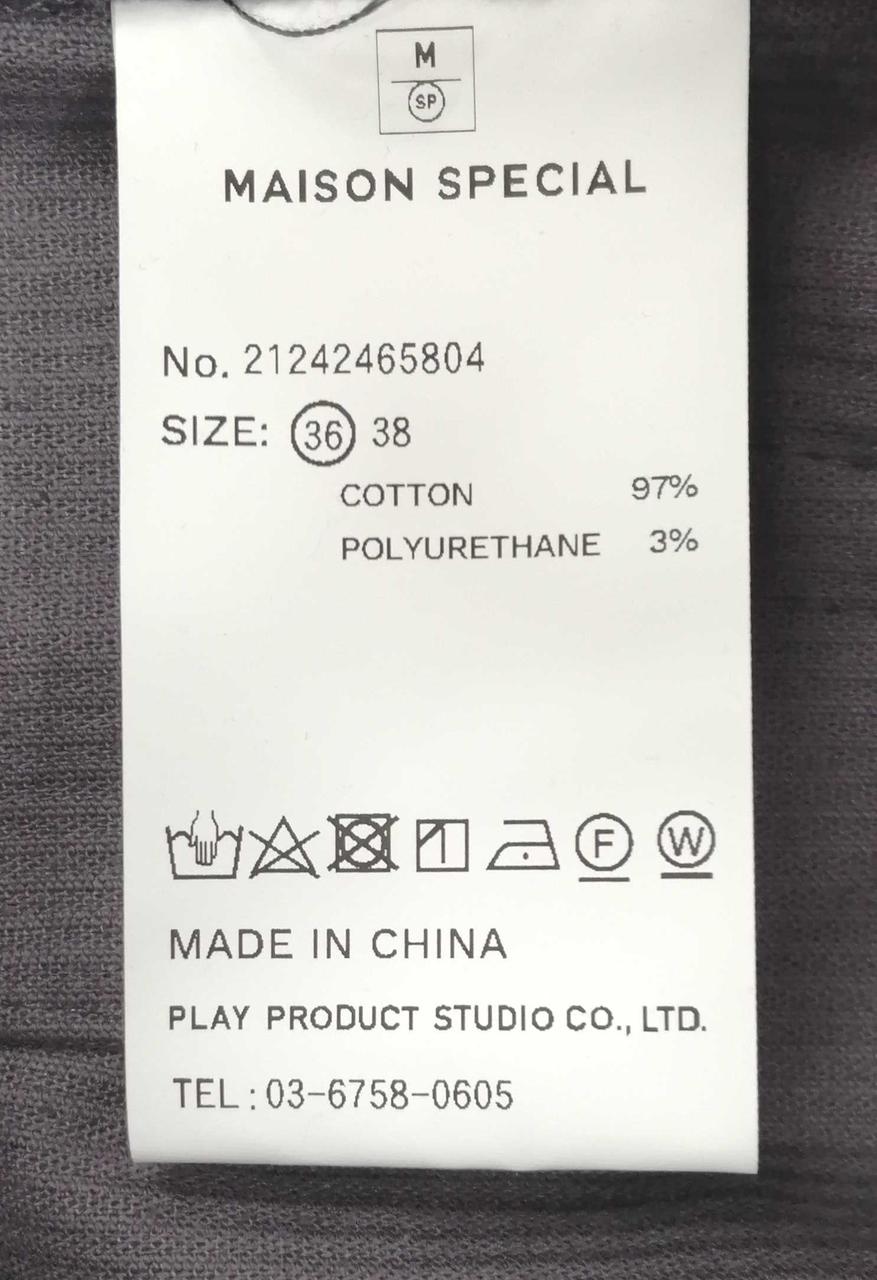 M
SP
MAISON SPECIAL
No. 21242465804
SIZE: 36 38
COTTON 97%
POLYURETHANE 3%
F W
MADE IN CHINA
PLAY PRODUCT STUDIO CO., LTD.
TEL : 03-6758-0605